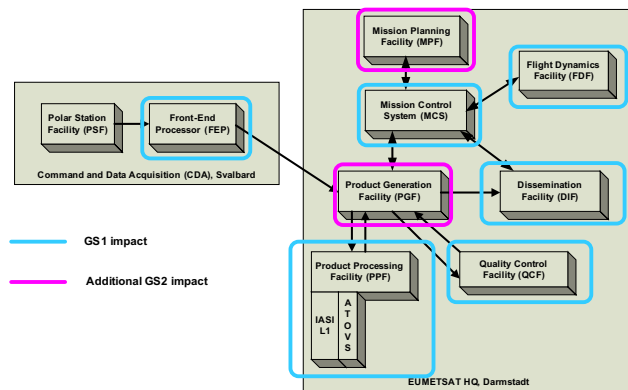 Mission Planning
Facility (MPF)
Flight Dynamics
Facility (FDF)
Polar Station
Facility (PSF)
Front-End
Processor (FEP)
Mission Control
System (MCS)
Command and Data Acquisition (CDA), Svalbard
Product Generation
Facility (PGF)
Dissemination
Facility (DIF)
GS1 impact
Additional GS2 impact
Product Processing
Facility (PPF)
Quality Control
Facility (QCF)
IASI
L1
A
T
O
V
S
EUMETSAT HQ, Darmstadt